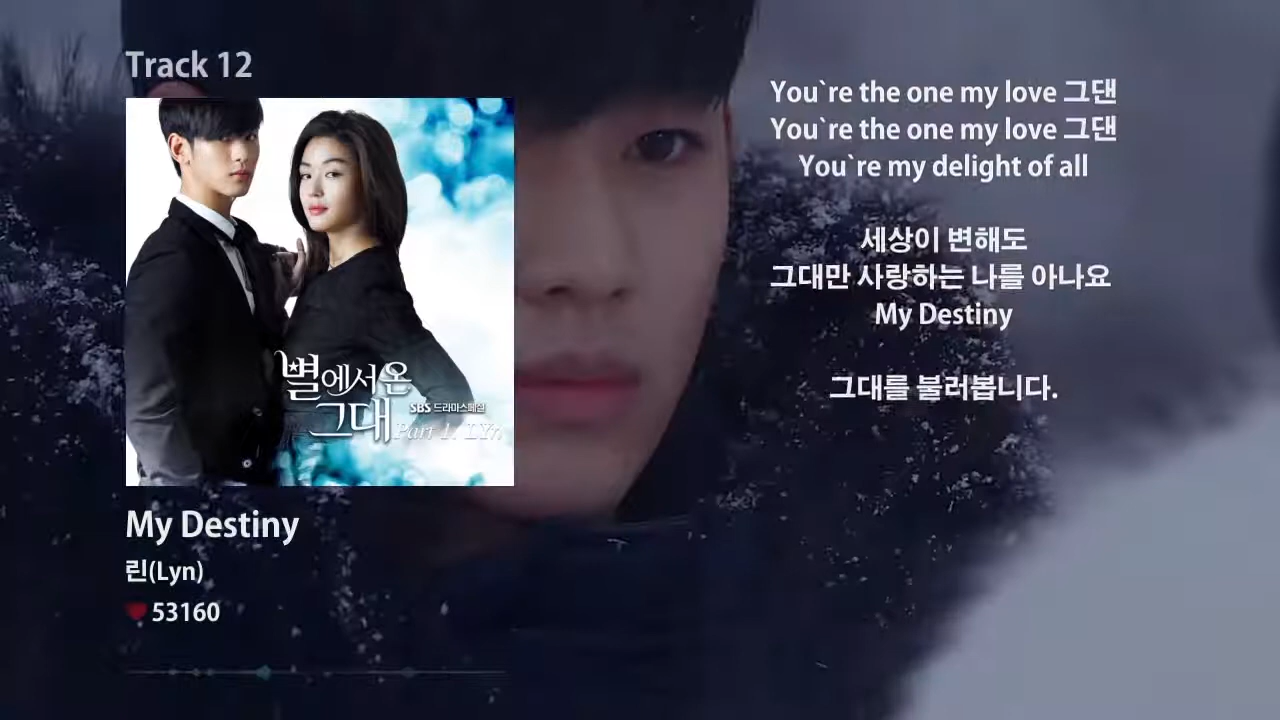 Track 12
별에서 온
그대
SBS 드라마스페셜
Part 1. LYn
My Destiny
린(Lyn)
53160
You`re the one my love 그댄
You`re the one my love 그댄
You`re my delight of all
세상이 변해도
그대만 사랑하는 나를 아나요
My Destiny
그대를 불러봅니다.